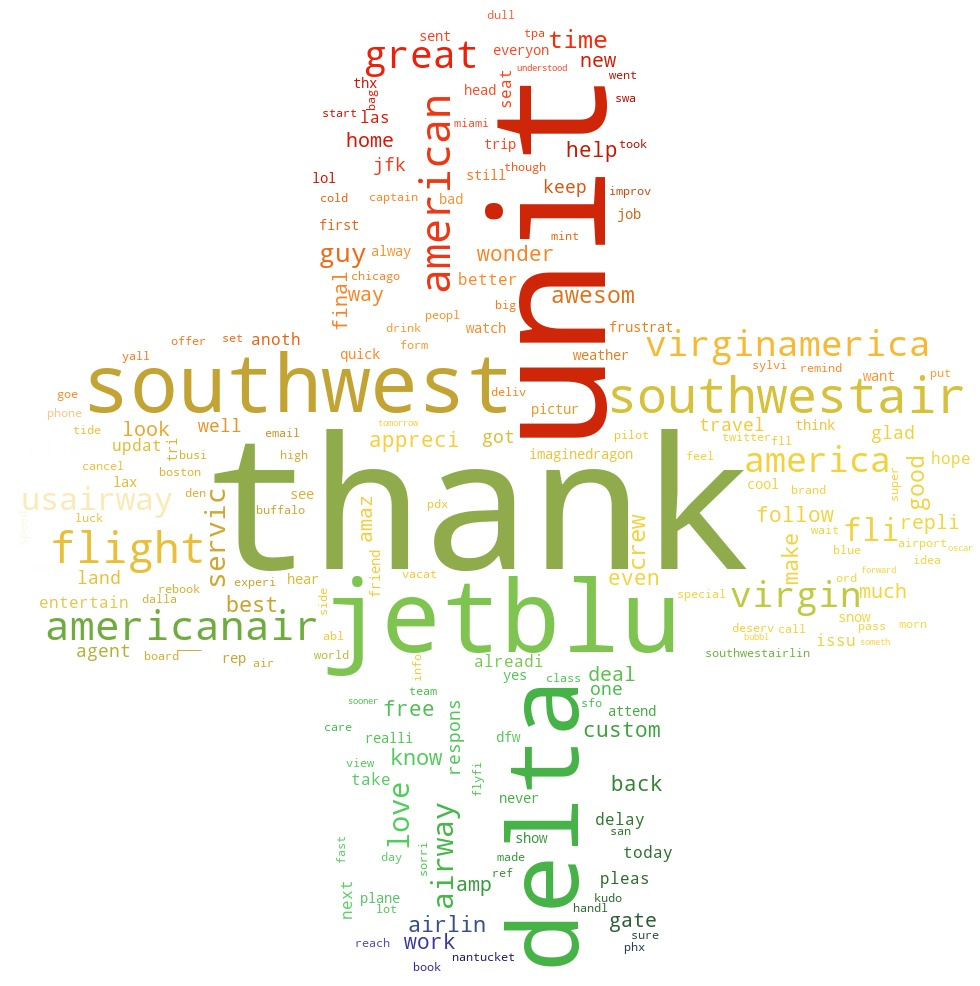 dull
sent
tpa
time
great
everyon
new
understood
went
thx
head
seat
bag
swa
start
las
american
miami
unit
home
trip
help
took
jfk
still
though
lol
keep
improv
cold
captain
bad
job
first
mint
guy
alway
wonder
chicago
better
final
way
awesom
big
peopl
drink
watch
frustrat
offer
set
anoth
form
virginamerica
yall
quick
weather
southwest
sylvi
remind
want
put
goe
deliv
southwestair
phone
pictur
tide
look
well
email
tomorrow
appreci
got
pilot
travel
think
glad
updat
tri
busi
high
imaginedragon
twitter
fll
feel
america
hope
cancel
boston
thank
super
good
lax
den
see
cool
brand
usairway
servic
buffalo
amaz
pdx
follow
luck
crew
wait
fli
repli
flight
make
blue
airport
oscar
land
rebook
experi
hear
friend
vacat
even
ord
forward
idea
entertain
dalla
best
side
jetblu
special
virgin
much
americanair
abl
deserv
call
snow
pass
morn
bubbl
issu
someth
agent
board
rep
air
world
southwestairlin
info
alreadi
yes
class
deal
one
team
sooner
free
sfo
attend
care
realli
respons
dfw
delta
custom
view
know
take
flyfi
back
love
never
airway
show
delay
san
fast
day
sorri
made
today
ref
next
plane
amp
pleas
lot
kudo
handl
airlin
gate
reach
work
sure
nantucket
phx
book